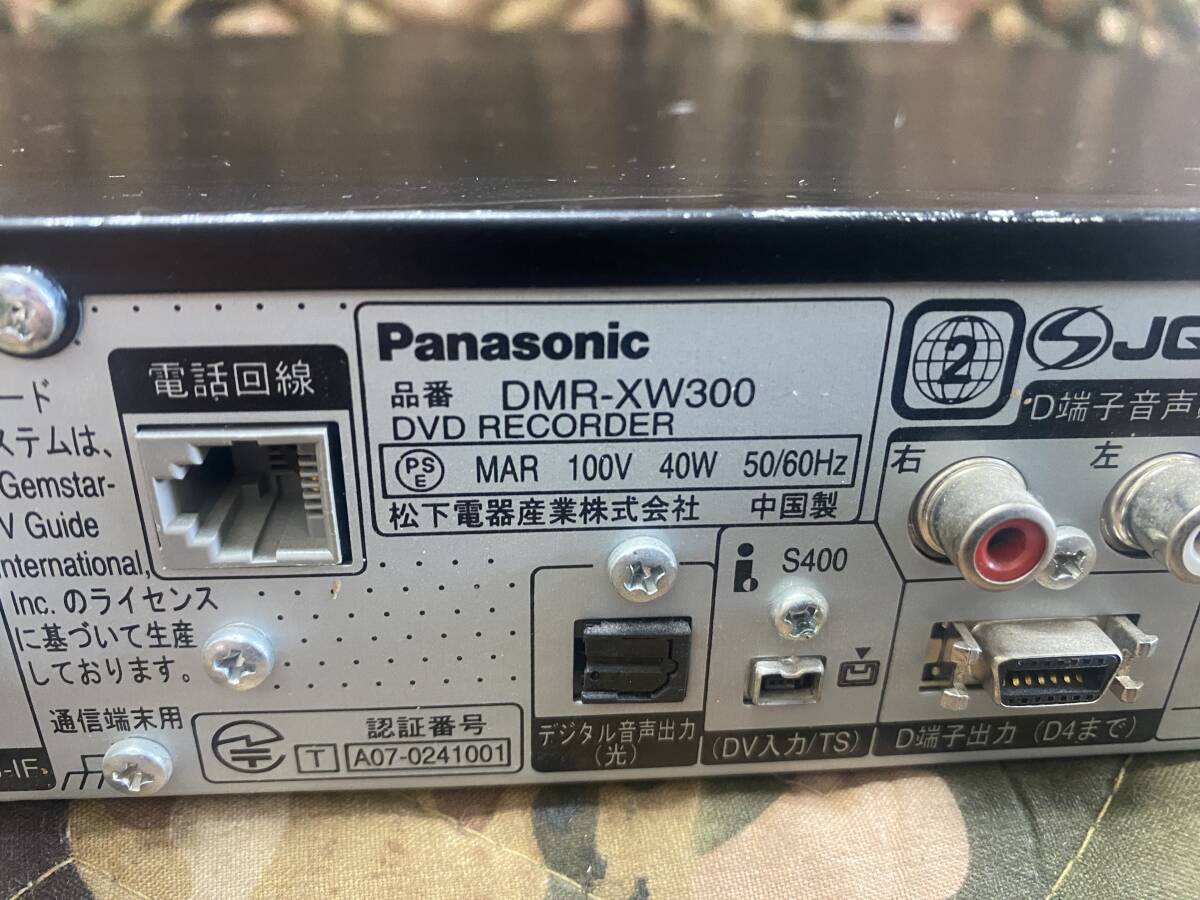 ード
ステムは、
Gemstar-
V Guide
nternational,
Inc.のライセンス
に基づいて生産
しております。
通信端末用
-IF
電話回線
Panasonic
品番 DMR-XW300
DVD RECORDER
PSE MAR 100V 40W 50/60Hz
松下電器産業株式会社 中国製
認証番号
T A07-0241001
デジタル音声出力
(光)
i S400
(DV入力/TS)
2
JQ
D端子音声
右 左
D端子出力 (D4まで)